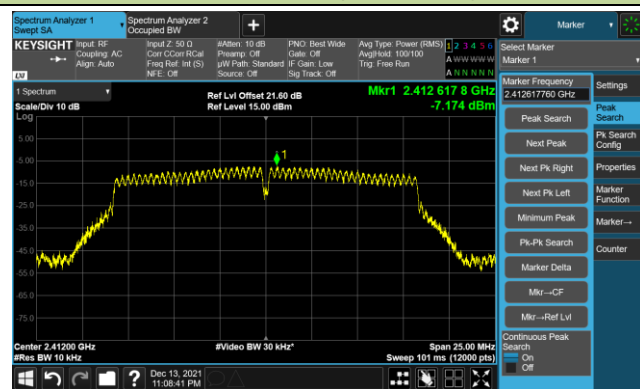 Spectrum Analyzer 1
Swept SA
Spectrum Analyzer 2
Occupied BW
Marker
KEYSIGHT
LXI
Input: RF
Coupling: AC
Align: Auto
Input Z: 50 Ω
Corr CCorr RCal
Freq Ref: Int (S)
NFE: Off
#Atten: 10 dB
Preamp: Off
µW Path: Standard
Source: Off
PNO: Best Wide
Gate: Off
IF Gain: Low
Sig Track: Off
Avg Type: Power (RMS)
Avg|Hold: 100/100
Trig: Free Run
1 2 3 4 5 6
A W W W W W
A N N N N N
Select Marker
Marker 1
1 Spectrum
Scale/Div 10 dB
Log
Ref Lvl Offset 21.60 dB
Ref Level 15.00 dBm
Mkr1 2.412 617 8 GHz
-7.174 dBm
5.00
-5.00
-15.0
-25.0
-35.0
-45.0
-55.0
-65.0
-75.0
1
Center 2.41200 GHz
#Res BW 10 kHz
#Video BW 30 kHz*
Span 25.00 MHz
Sweep 101 ms (12000 pts)
Marker Frequency
2.412617760 GHz
Peak Search
Next Peak
Next Pk Right
Next Pk Left
Minimum Peak
Pk-Pk Search
Marker Delta
Mkr→CF
Mkr→Ref Lvl
Continuous Peak
Search
On
Off
Settings
Peak
Search
Pk Search
Config
Properties
Marker
Function
Marker→
Counter
?
Dec 13, 2021
11:08:41 PM